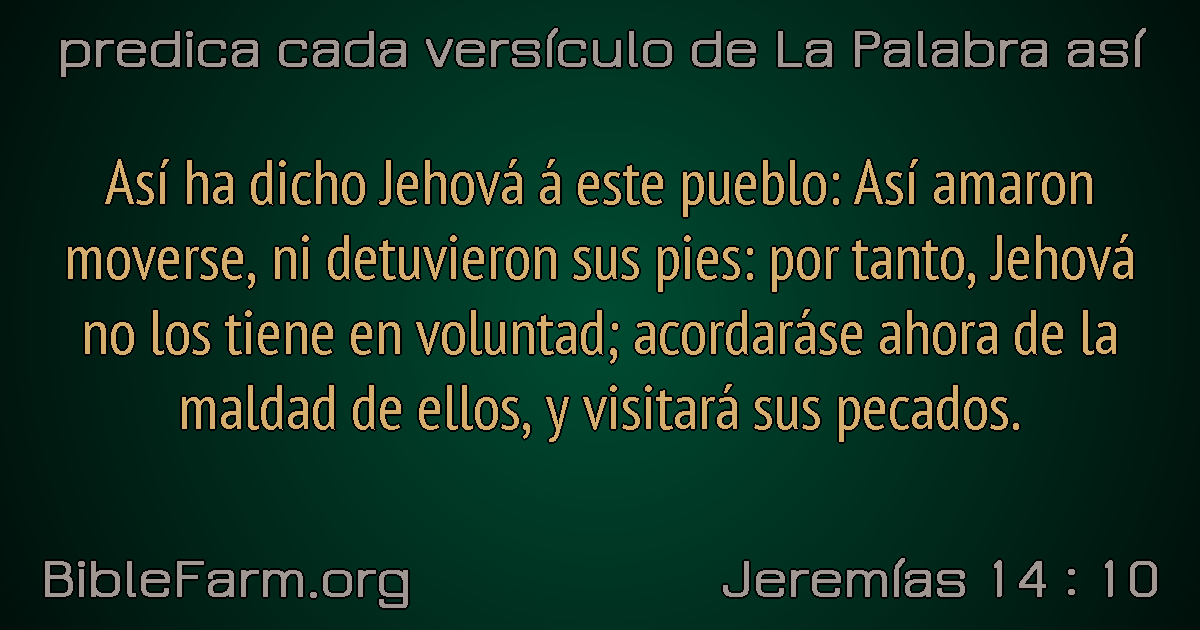 predica cada versículo de La Palabra así
Así ha dicho Jehová á este pueblo: Así amaron
moverse, ni detuvieron sus pies: por tanto, Jehová
no los tiene en voluntad; acordaráse ahora de la
maldad de ellos, y visitará sus pecados.
BibleFarm.org
Jeremías 14 : 10